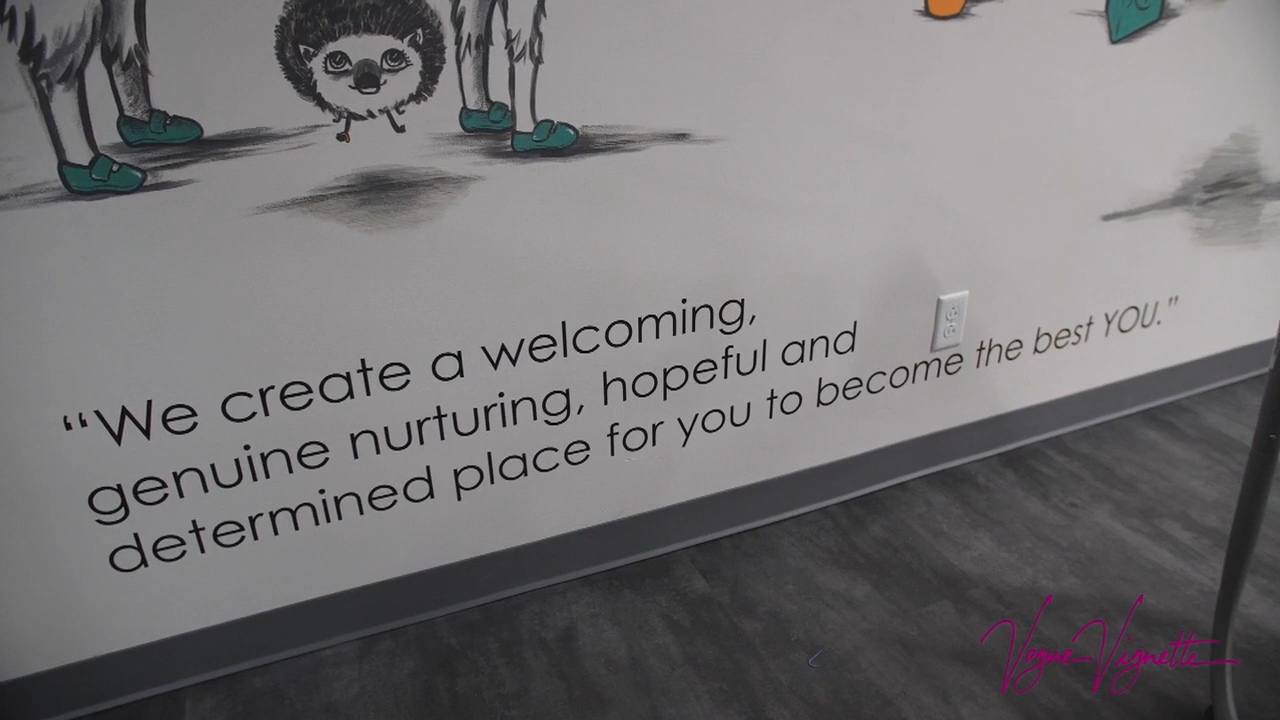 “We create a welcoming,
genuine nurturing, hopeful and
determined place for you to become the best YOU.”
Vogue Vignette